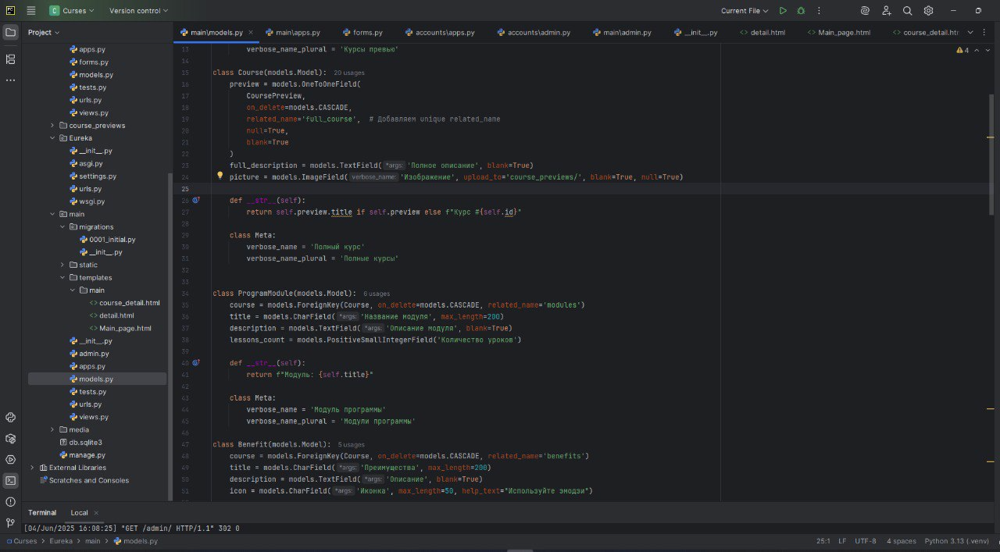 Curses
Version control
Current File
Project
main\models.py
main\apps.py
forms.py
accounts\apps.py
accounts\admin.py
main\admin.py
__init__.py
detail.html
Main_page.html
course_detail.htr
apps.py
forms.py
models.py
tests.py
urls.py
views.py
course_previews
Eureka
__init__.py
asgi.py
settings.py
urls.py
wsgi.py
main
migrations
0001_initial.py
__init__.py
static
templates
main
course_detail.html
detail.html
Main_page.html
__init__.py
admin.py
apps.py
models.py
tests.py
urls.py
views.py
media
db.sqlite3
manage.py
External Libraries
Scratches and Consoles
4
13 verbose_name_plural = 'Курсы превью'
14
15 class Course(models.Model): 20 usages
16 preview = models.OneToOneField(
17 CoursePreview,
18 on_delete=models.CASCADE,
19 related_name='full_course', # Добавляем unique related_name
20 null=True,
21 blank=True
22 )
23 full_description = models.TextField( *args: 'Полное описание', blank=True)
24 picture = models.ImageField( verbose_name: 'Изображение', upload_to='course_previews/', blank=True, null=True)
25
26 def __str__(self):
27 return self.preview.title if self.preview else f"Курс #{self.id}"
28
29 class Meta:
30 verbose_name = 'Полный курс'
31 verbose_name_plural = 'Полные курсы'
32
33
34 class ProgramModule(models.Model): 6 usages
35 course = models.ForeignKey(Course, on_delete=models.CASCADE, related_name='modules')
36 title = models.CharField( *args: 'Название модуля', max_length=200)
37 description = models.TextField( *args: 'Описание модуля', blank=True)
38 lessons_count = models.PositiveSmallIntegerField('Количество уроков')
39
40 def __str__(self):
41 return f"Модуль: {self.title}"
42
43 class Meta:
44 verbose_name = 'Модуль программы'
45 verbose_name_plural = 'Модули программы'
46
47 class Benefit(models.Model): 5 usages
48 course = models.ForeignKey(Course, on_delete=models.CASCADE, related_name='benefits')
49 title = models.CharField( *args: 'Преимущества', max_length=200)
50 description = models.TextField( *args: 'Описание', blank=True)
51 icon = models.CharField( *args: 'Иконка', max_length=50, help_text="Используйте эмодзи")
Terminal
Local
[04/Jun/2025 16:08:25] "GET /admin/ HTTP/1.1" 302 0
Curses > Eureka > main > models.py
25:1 LF UTF-8 4 spaces Python 3.13 (.venv)